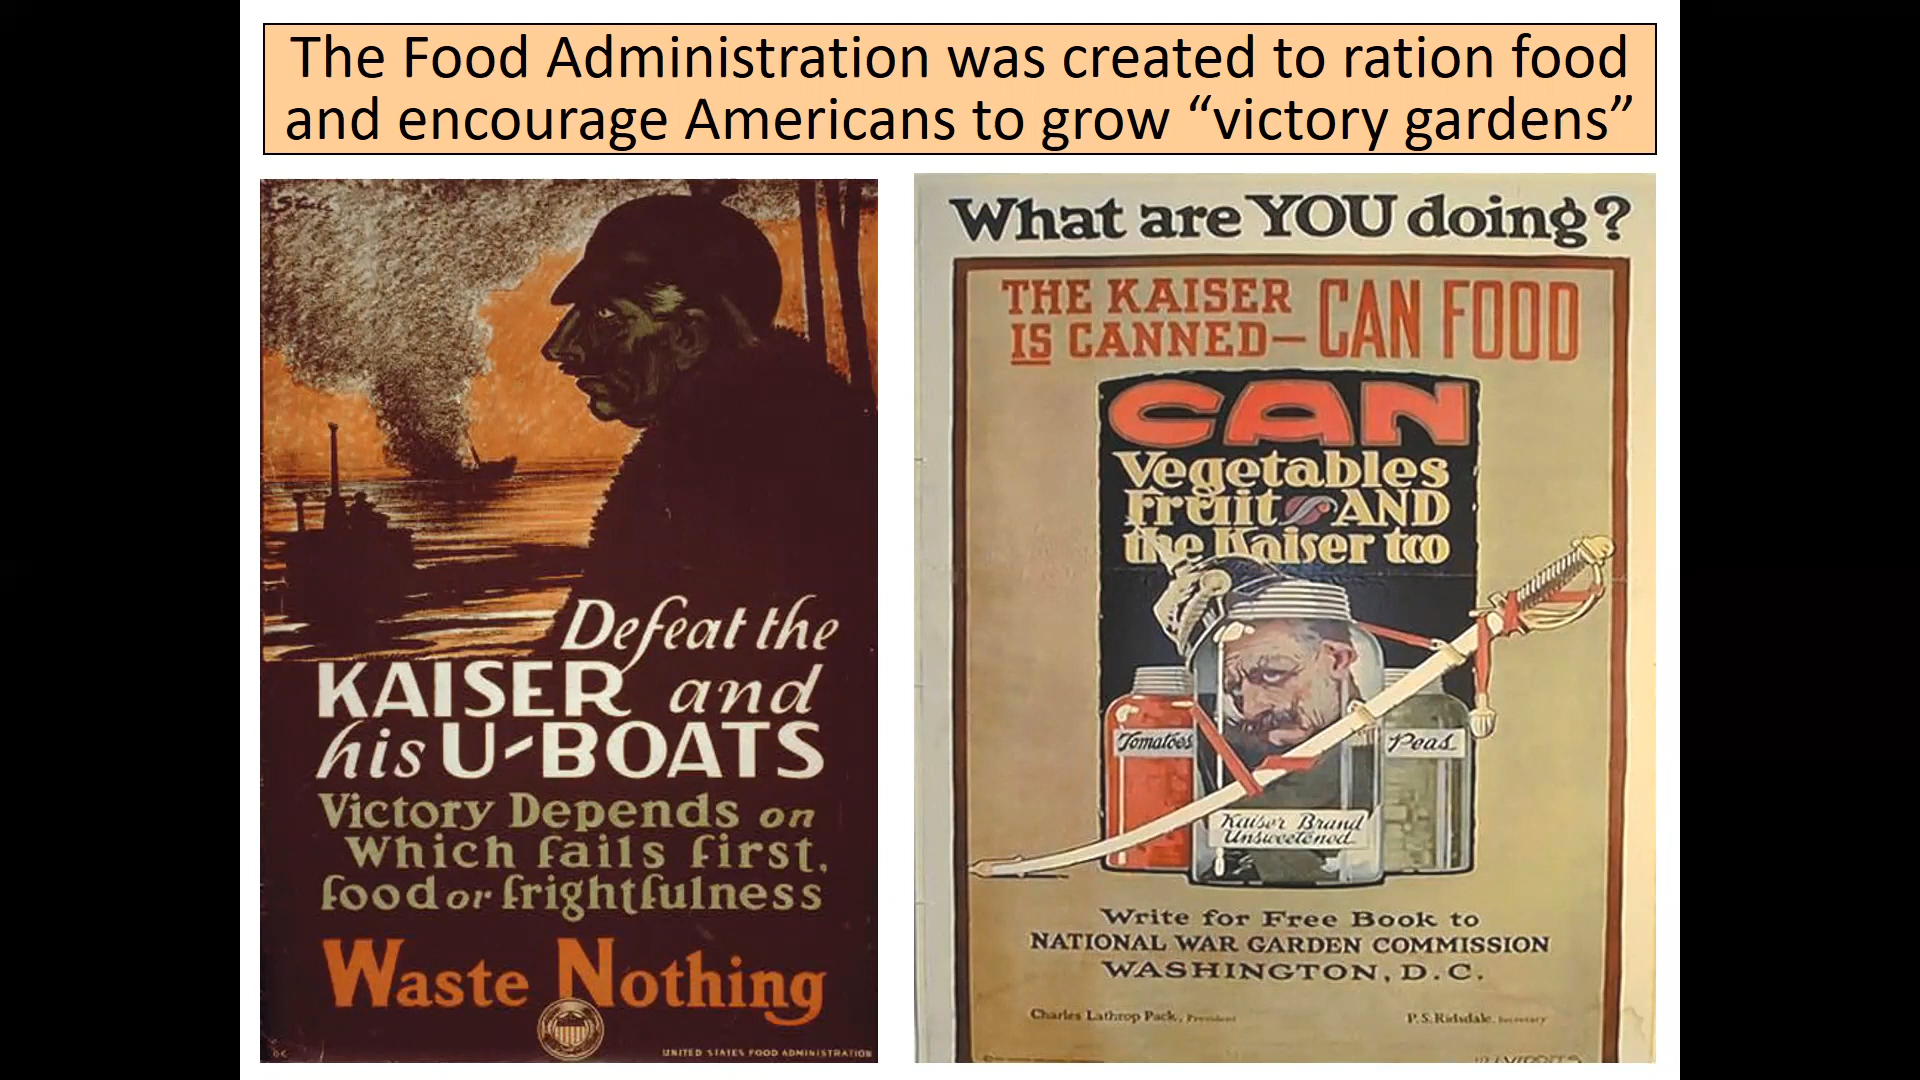 The Food Administration was created to ration food
and encourage Americans to grow “victory gardens”
Defeat the
KAISER and
his U-BOATS
Victory Depends on
Which fails first,
food or frightfulness
Waste Nothing
UNITED STATES FOOD ADMINISTRATION
What are YOU doing?
THE KAISER
IS CANNED—
CAN FOOD
CAN
Vegetables
Fruit AND
the Kaiser too
Tomatoes
Peas
Kaiser Brand
Unsweetened
Write for Free Book to
NATIONAL WAR GARDEN COMMISSION
WASHINGTON, D.C.
Charles Lathrop Pack, President
P.S. Ridsdale, Secretary